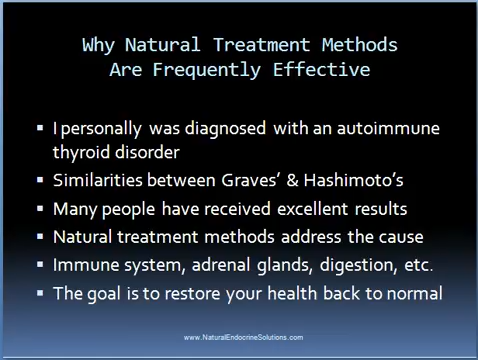 Why Natural Treatment Methods
Are Frequently Effective
▪ I personally was diagnosed with an autoimmune
thyroid disorder
▪ Similarities between Graves’ & Hashimoto’s
▪ Many people have received excellent results
▪ Natural treatment methods address the cause
▪ Immune system, adrenal glands, digestion, etc.
▪ The goal is to restore your health back to normal
www.NaturalEndocrineSolutions.com